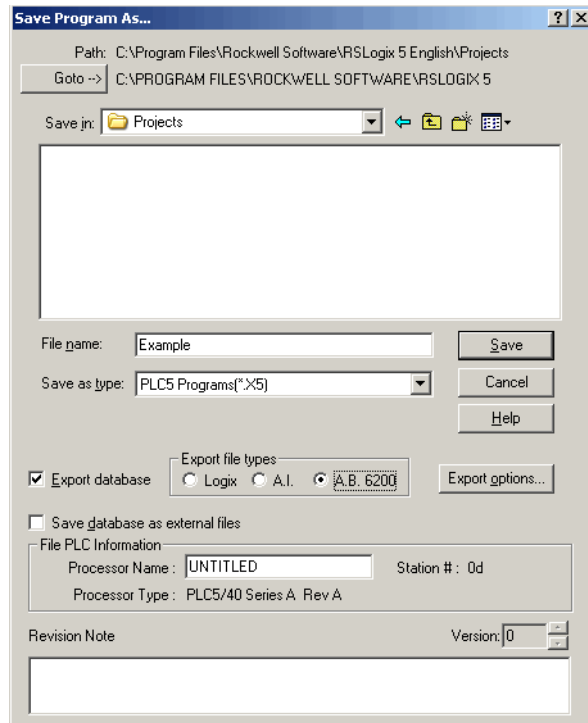 Save Program As...
Path: C:\Program Files\Rockwell Software\RSLogix 5 English\Projects
Goto --> C:\PROGRAM FILES\ROCKWELL SOFTWARE\RSLOGIX 5
Save in: Projects
File name: Example Save
Save as type: PLC5 Programs(*.X5) Cancel
Help
Export file types
Export database Logix A.I. A.B. 6200 Export options...
Save database as external files
File PLC Information
Processor Name : UNTITLED Station # : 0d
Processor Type : PLC5/40 Series A Rev A
Revision Note Version: 0